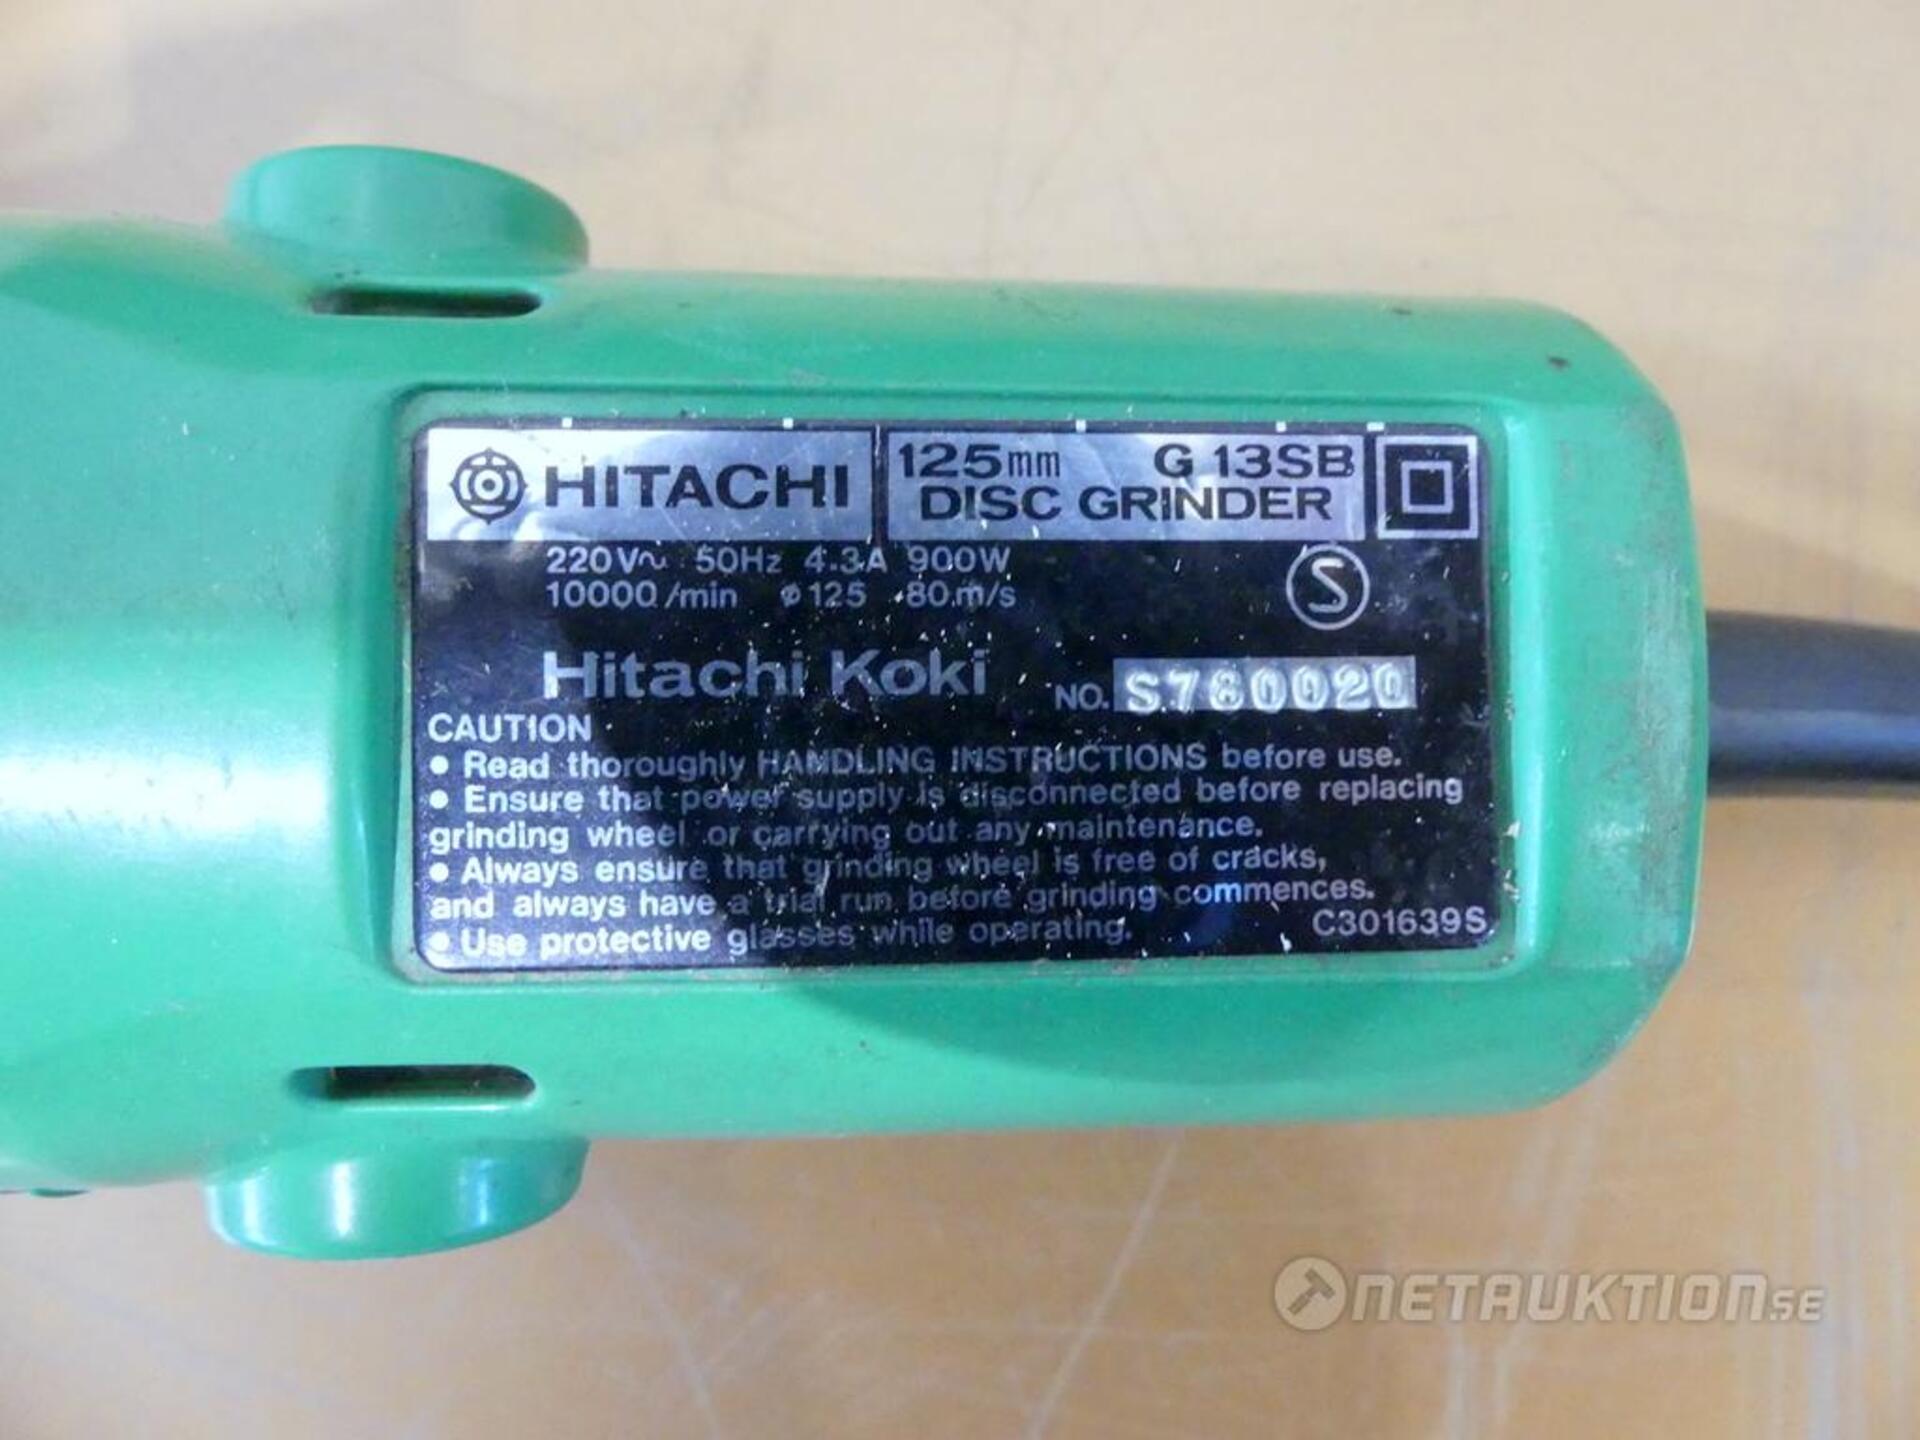 HITACHI
125mm G 13SB
DISC GRINDER
220V~ 50Hz 4.3A 900W
10000/min ø125 80m/s
S
Hitachi Koki
NO. S780020
CAUTION
• Read thoroughly HANDLING INSTRUCTIONS before use.
• Ensure that power supply is disconnected before replacing
grinding wheel or carrying out any maintenance.
• Always ensure that grinding wheel is free of cracks,
and always have a trial run before grinding commences.
• Use protective glasses while operating.
C301639S
NETAUKTION.SE